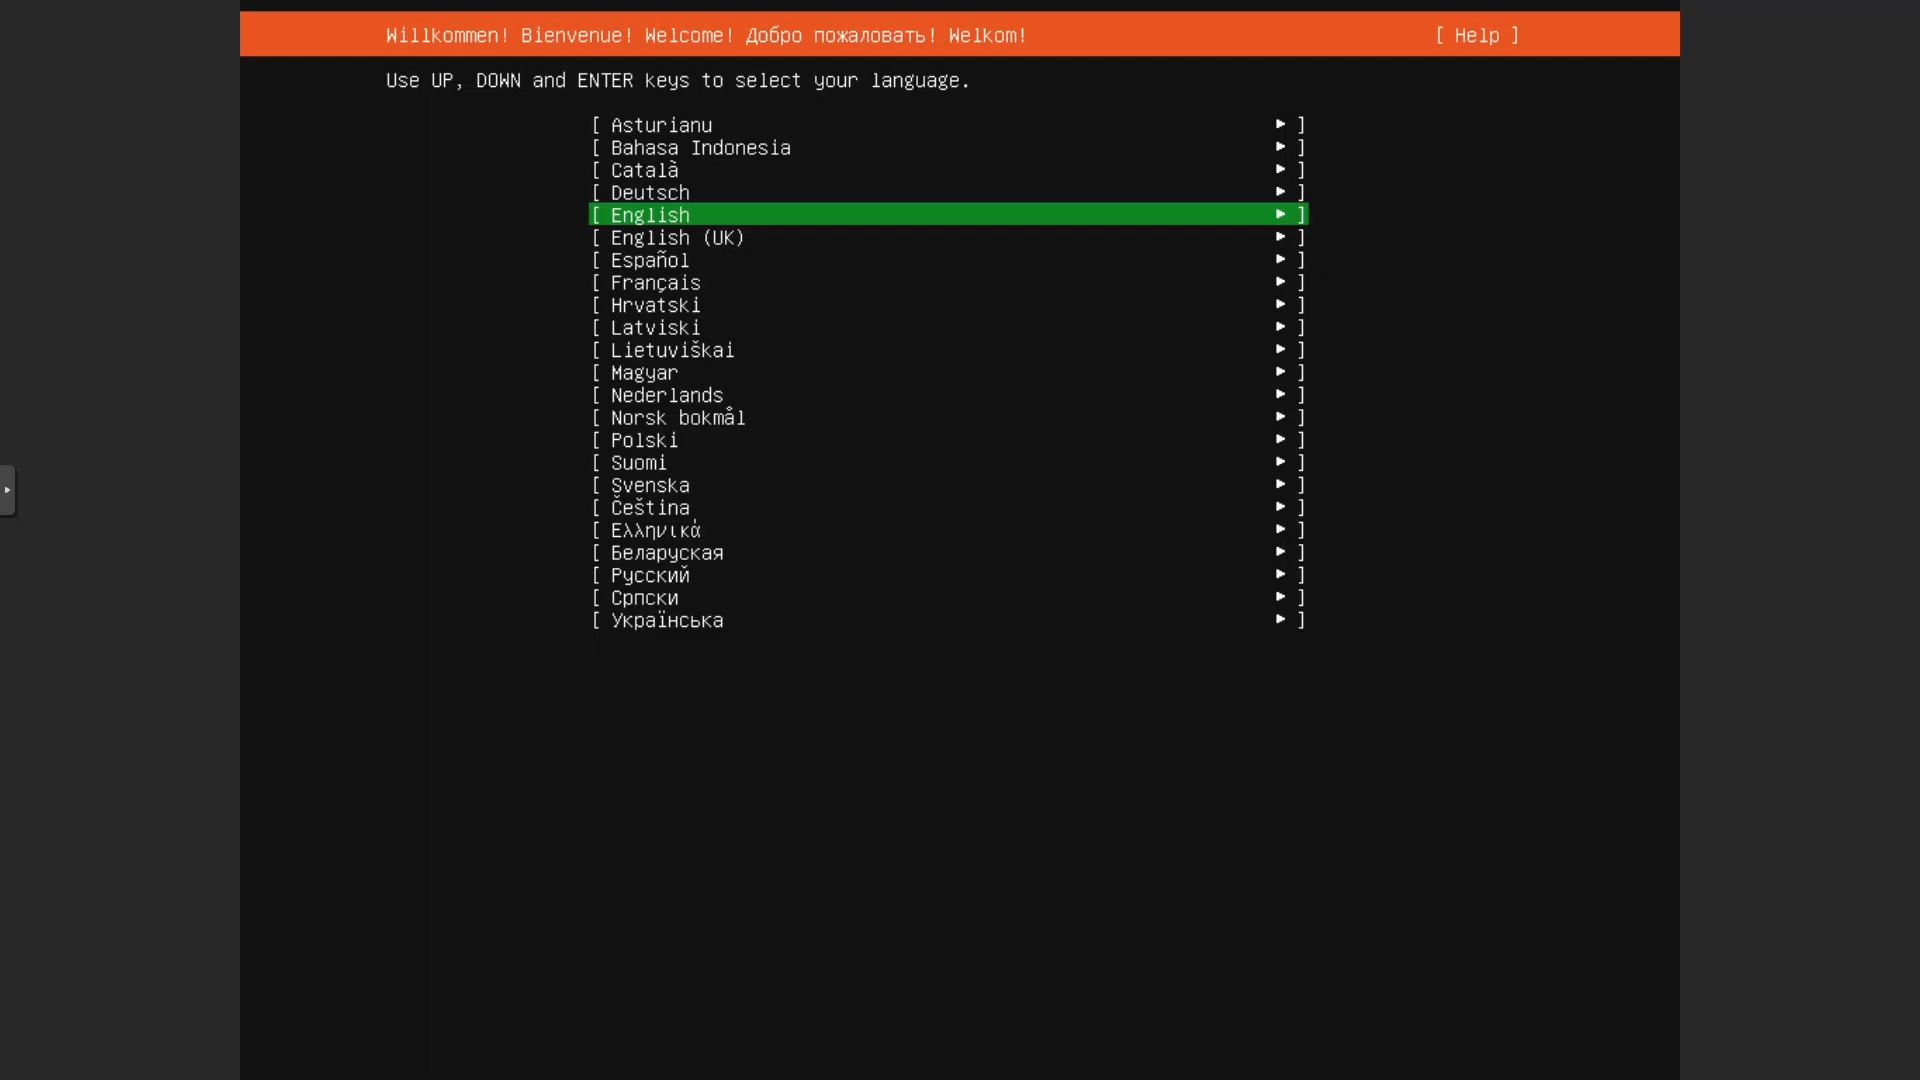 Willkommen! Bienvenue! Welcome! Добро пожаловать! Welkom! [ Help ]
Use UP, DOWN and ENTER keys to select your language.
[ Asturianu ▸ ]
[ Bahasa Indonesia ▸ ]
[ Català ▸ ]
[ Deutsch ▸ ]
[ English ▸ ]
[ English (UK) ▸ ]
[ Español ▸ ]
[ Français ▸ ]
[ Hrvatski ▸ ]
[ Latviski ▸ ]
[ Lietuviškai ▸ ]
[ Magyar ▸ ]
[ Nederlands ▸ ]
[ Norsk bokmål ▸ ]
[ Polski ▸ ]
[ Suomi ▸ ]
[ Svenska ▸ ]
[ Čeština ▸ ]
[ Ελληνικά ▸ ]
[ Беларуская ▸ ]
[ Русский ▸ ]
[ Српски ▸ ]
[ Українська ▸ ]